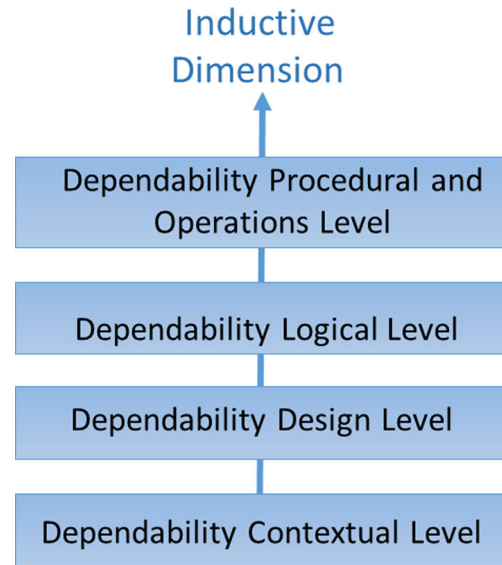 Inductive
Dimension
Dependability Procedural and
Operations Level
Dependability Logical Level
Dependability Design Level
Dependability Contextual Level